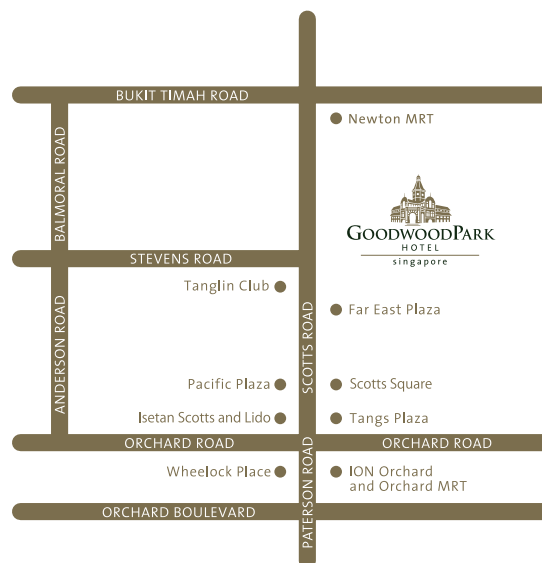 BUKIT TIMAH ROAD
Newton MRT
BALMORAL ROAD
GOODWOODPARK
HOTEL
singapore
STEVENS ROAD
Tanglin Club
Far East Plaza
ANDERSON ROAD
SCOTTS ROAD
Pacific Plaza
Scotts Square
Isetan Scotts and Lido
Tangs Plaza
ORCHARD ROAD
ORCHARD ROAD
Wheelock Place
ION Orchard
and Orchard MRT
PATERSON ROAD
ORCHARD BOULEVARD